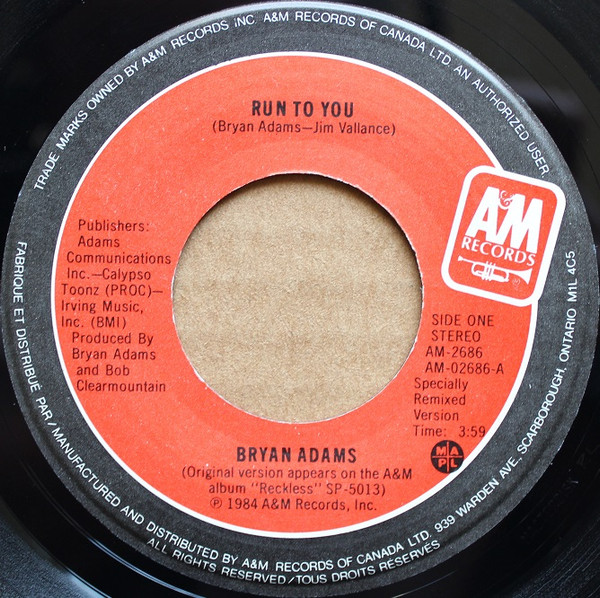 TRADE MARKS OWNED BY A&M RECORDS INC. A&M RECORDS OF CANADA LTD. AN AUTHORIZED USER.
RUN TO YOU
(Bryan Adams—Jim Vallance)
A&M
RECORDS
®
Publishers:
Adams
Communications
Inc.—Calypso
Toonz (PROC)—
Irving Music,
Inc. (BMI)
Produced By
Bryan Adams
and Bob
Clearmountain
SIDE ONE
STEREO
AM-2686
AM-02686-A
Specially
Remixed
Version
Time: 3:59
M A
P L
BRYAN ADAMS
(Original version appears on the A&M
album "Reckless" SP-5013)
℗ 1984 A&M Records, Inc.
FABRIQUE ET DISTRIBUÉ PAR/MANUFACTURED AND DISTRIBUTED BY A&M RECORDS OF CANADA LTD. 939 WARDEN AVE, SCARBOROUGH, ONTARIO M1L 4C5
ALL RIGHTS RESERVED/TOUS DROITS RESERVÉS